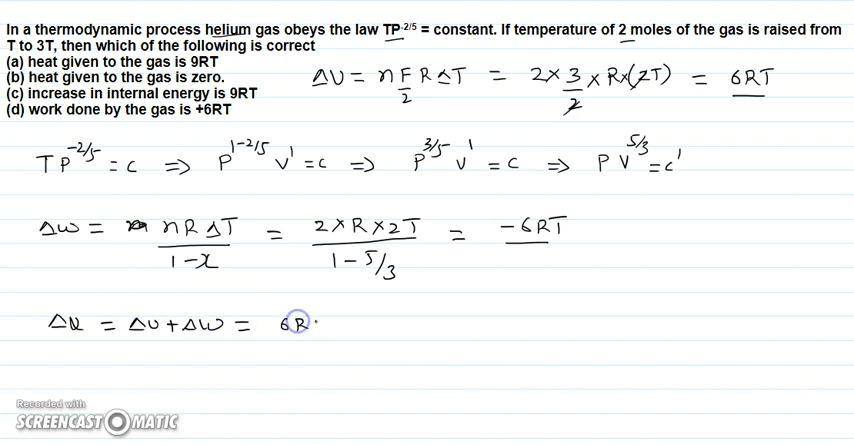 In a thermodynamic process helium gas obeys the law TP^-2/5 = constant. If temperature of 2 moles of the gas is raised from
T to 3T, then which of the following is correct
(a) heat given to the gas is 9RT
(b) heat given to the gas is zero.
(c) increase in internal energy is 9RT
(d) work done by the gas is +6RT
ΔU = n F/2 R ΔT = 2 × 3/2 × R × (2T) = 6RT
TP^-2/5 = C ⇒ P^1-2/5 V^1 = C ⇒ P^3/5 V^1 = C ⇒ P V^5/3 = C'
ΔW = nRΔT / 1-x = 2×R×2T / 1-5/3 = -6RT
ΔQ = ΔU + ΔW = 6R
Recorded with
SCREENCAST-O-MATIC